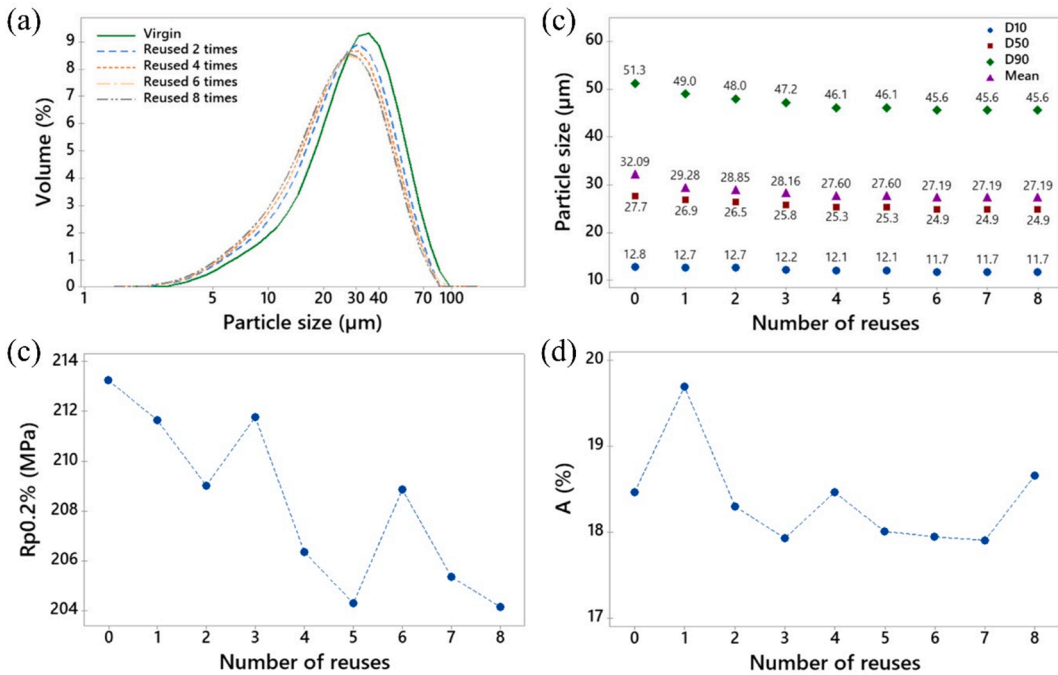 (a)
Virgin
Reused 2 times
Reused 4 times
Reused 6 times
Reused 8 times
Volume (%)
9
8
7
6
5
4
3
2
1
0
1 5 10 20 30 40 70 100
Particle size (μm)
(c)
D10
D50
D90
Mean
Particle size (μm)
60
50
40
30
20
10
51.3 49.0 48.0 47.2 46.1 46.1 45.6 45.6 45.6
32.09 29.28 28.85 28.16 27.60 27.60 27.19 27.19 27.19
27.7 26.9 26.5 25.8 25.3 25.3 24.9 24.9 24.9
12.8 12.7 12.7 12.2 12.1 12.1 11.7 11.7 11.7
0 1 2 3 4 5 6 7 8
Number of reuses
(c)
Rp0.2% (MPa)
214
212
210
208
206
204
0 1 2 3 4 5 6 7 8
Number of reuses
(d)
A (%)
20
19
18
17
0 1 2 3 4 5 6 7 8
Number of reuses